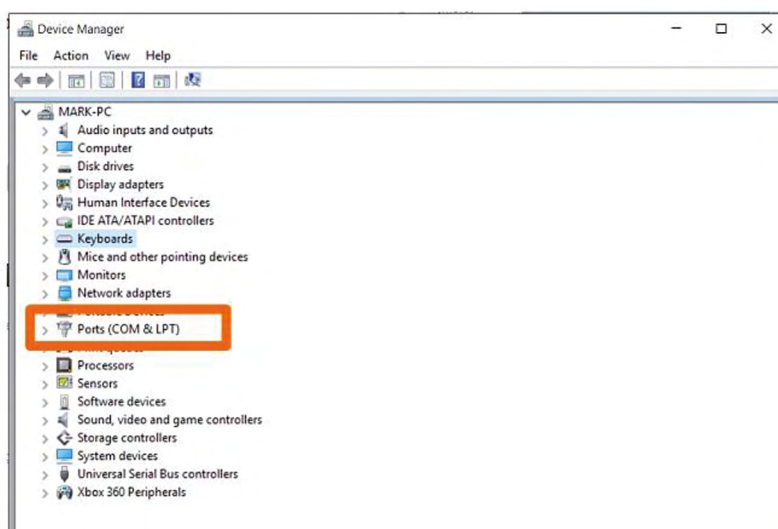 Device Manager
File Action View Help
MARK-PC
Audio inputs and outputs
Computer
Disk drives
Display adapters
Human Interface Devices
IDE ATA/ATAPI controllers
Keyboards
Mice and other pointing devices
Monitors
Network adapters
Ports (COM & LPT)
Processors
Sensors
Software devices
Sound, video and game controllers
Storage controllers
System devices
Universal Serial Bus controllers
Xbox 360 Peripherals